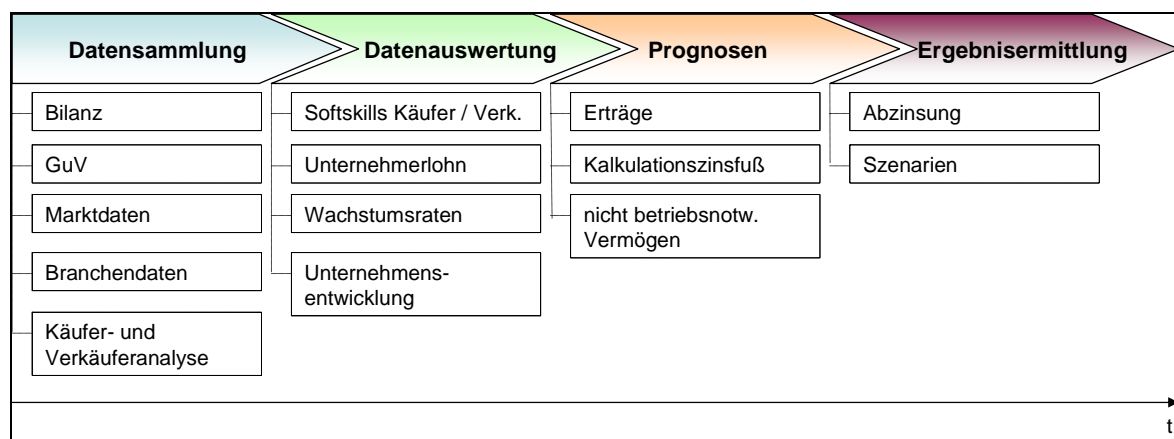 Datensammlung
Datenauswertung
Prognosen
Ergebnisermittlung
Bilanz
GuV
Marktdaten
Branchendaten
Käufer- und
Verkäuferanalyse
Softskills Käufer / Verk.
Unternehmerlohn
Wachstumsraten
Unternehmens-
entwicklung
Erträge
Kalkulationszinsfuß
nicht betriebsnotw.
Vermögen
Abzinsung
Szenarien
t